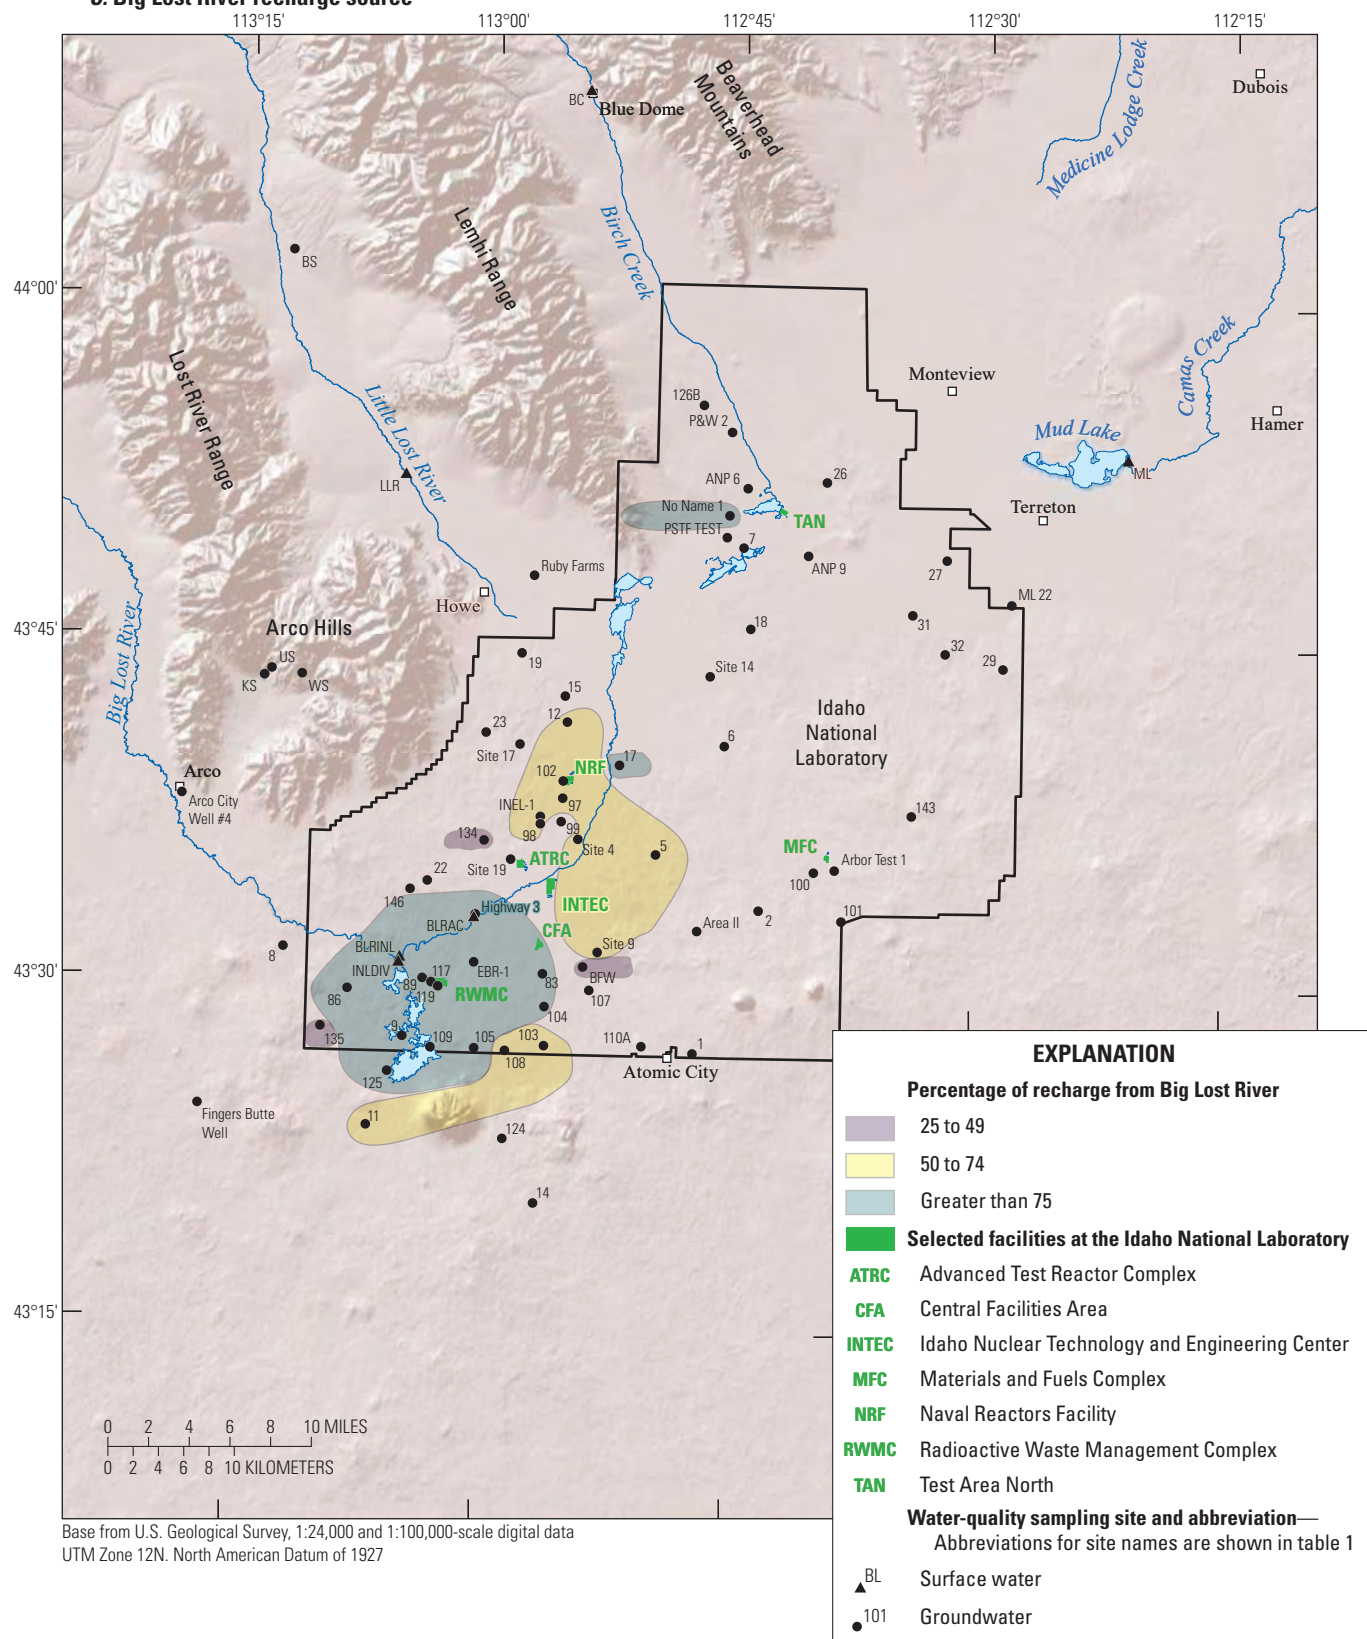 Big Lost River recharge source
113°15'
113°00'
112°45'
112°30'
112°15'
44°00'
43°45'
43°30'
43°15'
BC
Blue Dome
Beaverhead
Mountains
Medicine Lodge Creek
Dubois
Birch Creek
Lemhi Range
BS
Lost River Range
Little Lost River
LLR
Camas Creek
Monteview
Hamer
Mud Lake
ML
Terreton
126B
P&W 2
ANP 6
26
No Name 1
TAN
PSTF TEST
7
ANP 9
27
Ruby Farms
Howe
ML 22
31
18
32
29
Big Lost River
Arco Hills
US
KS
WS
19
Site 14
15
12
23
Site 17
6
Idaho
National
Laboratory
17
102
NRF
Arco
Arco City
Well #4
INEL-1
97
98
99
Site 4
134
143
5
Site 19
ATRC
MFC
Arbor Test 1
100
22
146
INTEC
Highway 3
BLRAC
CFA
2
101
Area II
8
BLRINL
INLDIV
Site 9
BFW
EBR-1
83
107
89
117
119
RWMC
86
104
135
9
109
105
103
108
110A
1
Atomic City
125
11
Fingers Butte
Well
124
14
0 2 4 6 8 10 MILES
0 2 4 6 8 10 KILOMETERS
Base from U.S. Geological Survey, 1:24,000 and 1:100,000-scale digital data
UTM Zone 12N. North American Datum of 1927
EXPLANATION
Percentage of recharge from Big Lost River
25 to 49
50 to 74
Greater than 75
Selected facilities at the Idaho National Laboratory
ATRC Advanced Test Reactor Complex
CFA Central Facilities Area
INTEC Idaho Nuclear Technology and Engineering Center
MFC Materials and Fuels Complex
NRF Naval Reactors Facility
RWMC Radioactive Waste Management Complex
TAN Test Area North
Water-quality sampling site and abbreviation—
Abbreviations for site names are shown in table 1
BL Surface water
101 Groundwater